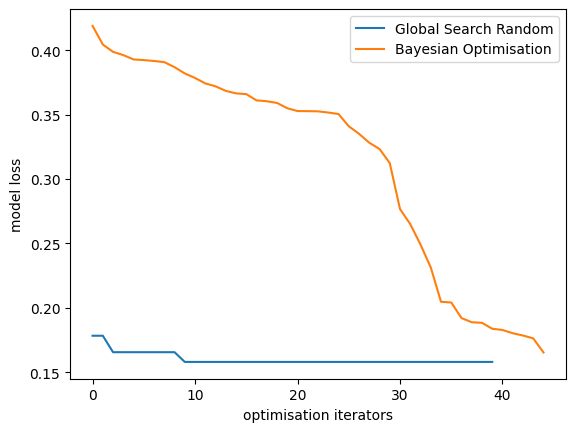 Global Search Random
Bayesian Optimisation
0.40
0.35
0.30
0.25
0.20
0.15
model loss
0 10 20 30 40
optimisation iterators